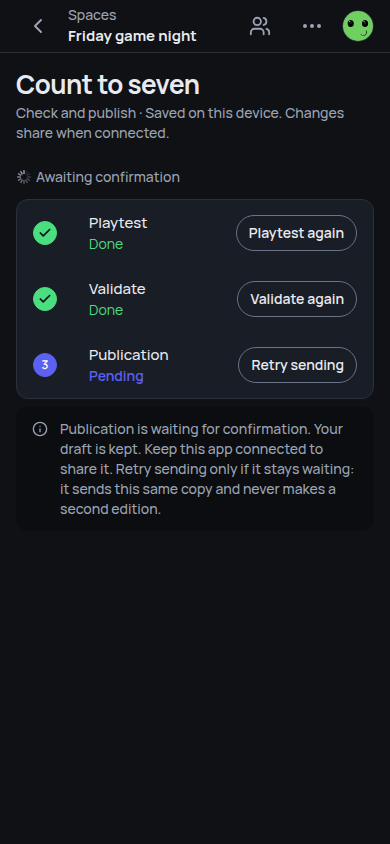 Spaces
Friday game night
Count to seven
Check and publish · Saved on this device. Changes
share when connected.
Awaiting confirmation
Playtest
Done
Playtest again
Validate
Done
Validate again
3
Publication
Pending
Retry sending
Publication is waiting for confirmation. Your
draft is kept. Keep this app connected to
share it. Retry sending only if it stays waiting:
it sends this same copy and never makes a
second edition.